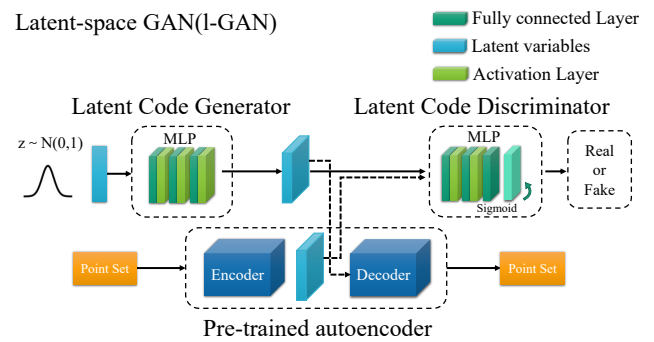 Latent-space GAN(l-GAN)
Fully connected Layer
Latent variables
Activation Layer
Latent Code Generator
Latent Code Discriminator
z ~ N(0,1)
MLP
MLP
Sigmoid
Real
or
Fake
Point Set
Encoder
Decoder
Point Set
Pre-trained autoencoder